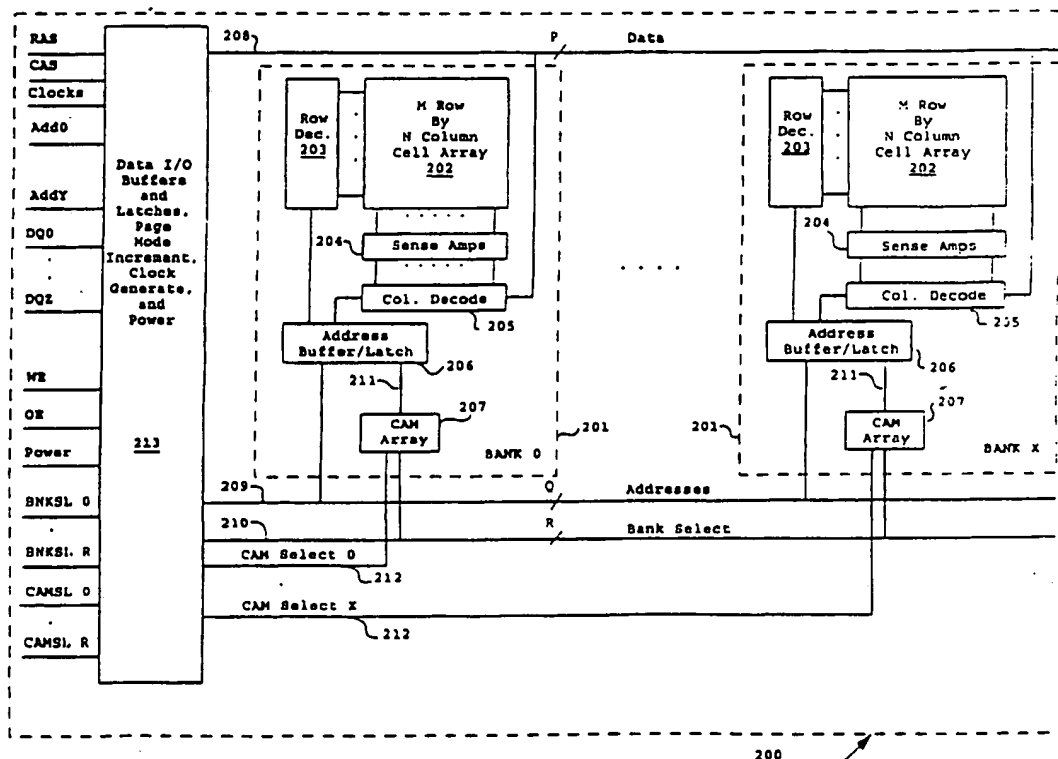 RAS
CAS
Clocks
Add0
AddY
DQ0
DQZ
WE
OE
Power
BNKSL 0
BNKSL R
CAMSL 0
CAMSL R
Data I/O
Buffers
and
Latches,
Page
Mode
Increment,
Clock
Generate,
and
Power
213
208
P
Data
Row
Dec.
203
M Row
By
N Column
Cell Array
202
204
Sense Amps
Col. Decode
205
Address
Buffer/Latch
206
211
207
CAM
Array
201
BANK 0
Row
Dec.
203
M Row
By
N Column
Cell Array
202
204
Sense Amps
Col. Decode
205
Address
Buffer/Latch
206
211
207
CAM
Array
201
BANK X
209
Q
Addresses
210
R
Bank Select
CAM Select 0
212
CAM Select X
212
200